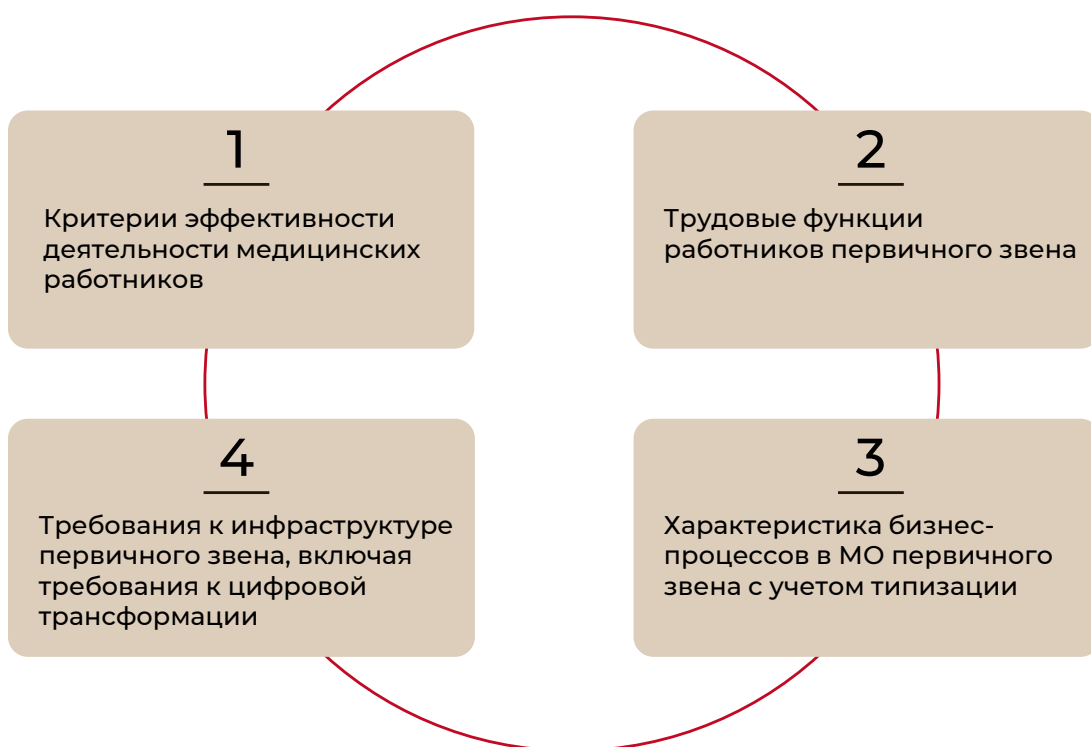 1
Критерии эффективности
деятельности медицинских
работников
2
Трудовые функции
работников первичного звена
4
Требования к инфраструктуре
первичного звена, включая
требования к цифровой
трансформации
3
Характеристика бизнес-
процессов в МО первичного
звена с учетом типизации